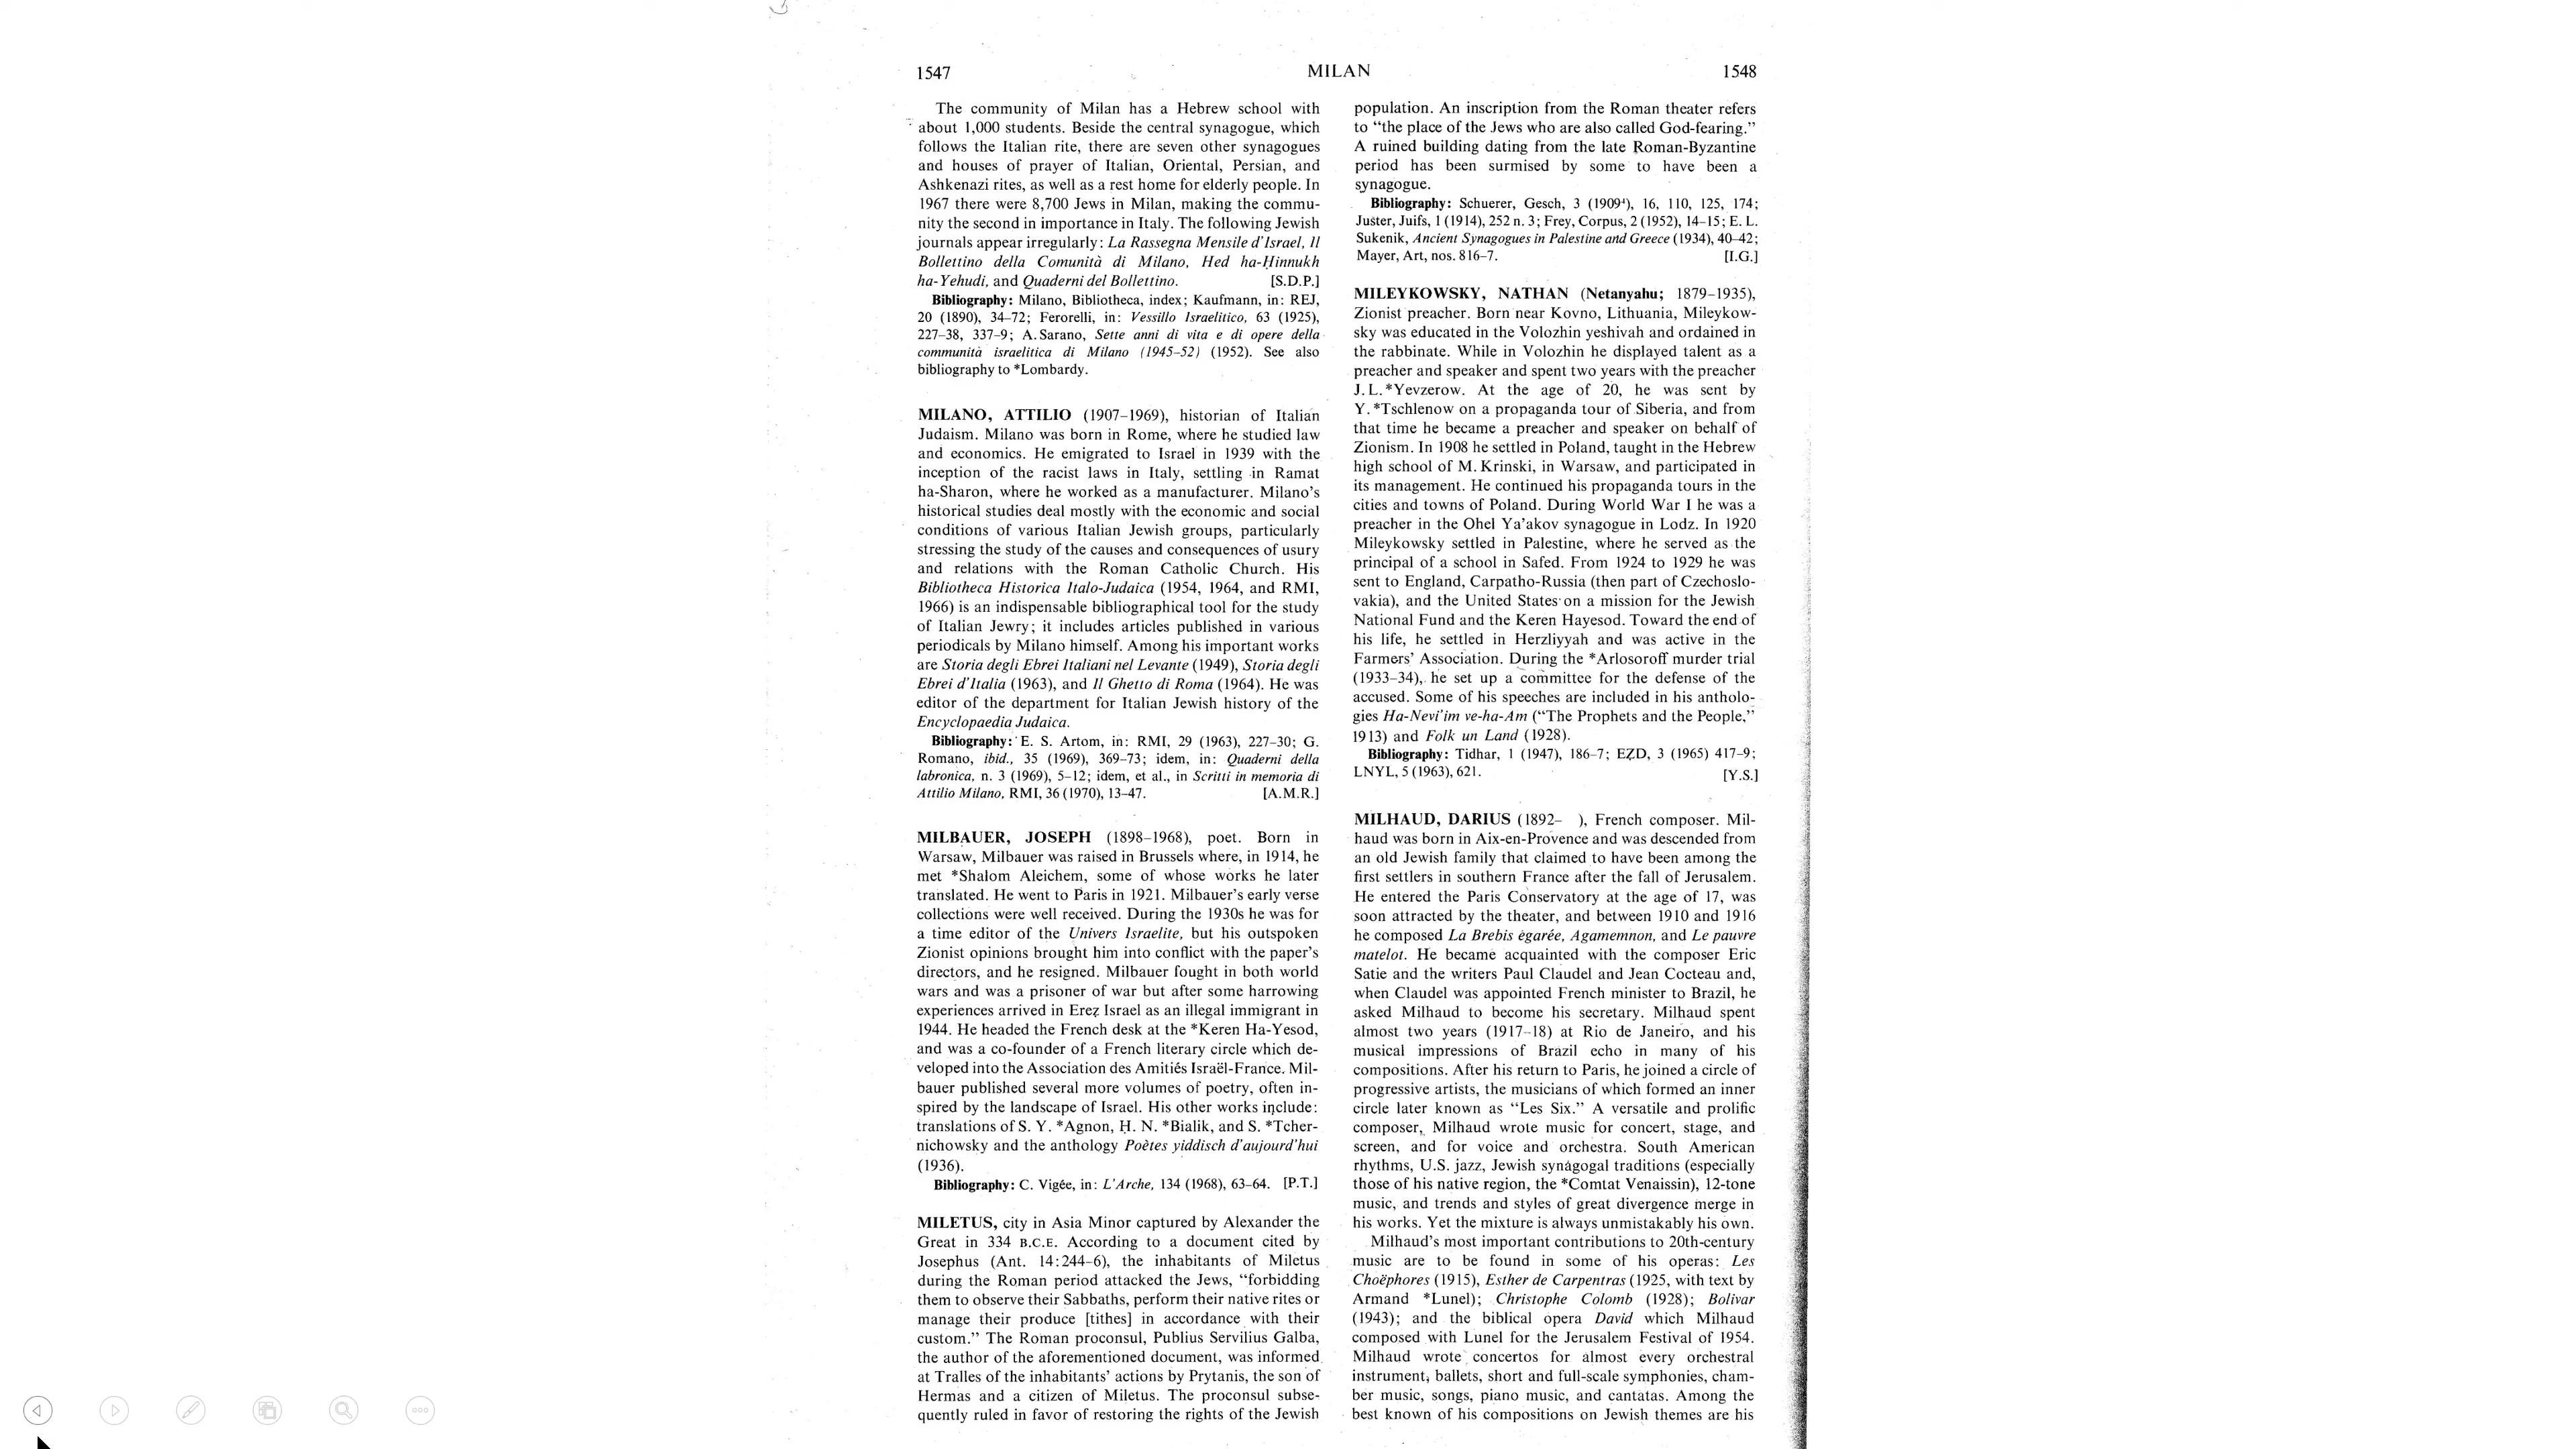 1547
MILAN
1548
The community of Milan has a Hebrew school with
about 1,000 students. Beside the central synagogue, which
follows the Italian rite, there are seven other synagogues
and houses of prayer of Italian, Oriental, Persian, and
Ashkenazi rites, as well as a rest home for elderly people. In
1967 there were 8,700 Jews in Milan, making the commu-
nity the second in importance in Italy. The following Jewish
journals appear irregularly: La Rassegna Mensile d'Israel, Il
Bollettino della Comunità di Milano, Hed ha-Ḥinnukh
ha-Yehudi, and Quaderni del Bollettino. [S.D.P.]
Bibliography: Milano, Bibliotheca, index; Kaufmann, in: REJ,
20 (1890), 34–72; Ferorelli, in: Vessillo Israelitico, 63 (1925),
227–38, 337–9; A. Sarano, Sette anni di vita e di opere della
communità israelitica di Milano (1945–52) (1952). See also
bibliography to *Lombardy.
MILANO, ATTILIO (1907–1969), historian of Italian
Judaism. Milano was born in Rome, where he studied law
and economics. He emigrated to Israel in 1939 with the
inception of the racist laws in Italy, settling in Ramat
ha-Sharon, where he worked as a manufacturer. Milano's
historical studies deal mostly with the economic and social
conditions of various Italian Jewish groups, particularly
stressing the study of the causes and consequences of usury
and relations with the Roman Catholic Church. His
Bibliotheca Historica Italo-Judaica (1954, 1964, and RMI,
1966) is an indispensable bibliographical tool for the study
of Italian Jewry; it includes articles published in various
periodicals by Milano himself. Among his important works
are Storia degli Ebrei Italiani nel Levante (1949), Storia degli
Ebrei d'Italia (1963), and Il Ghetto di Roma (1964). He was
editor of the department for Italian Jewish history of the
Encyclopaedia Judaica.
Bibliography: E. S. Artom, in: RMI, 29 (1963), 227–30; G.
Romano, ibid., 35 (1969), 369–73; idem, in: Quaderni della
labronica, n. 3 (1969), 5–12; idem, et al., in Scritti in memoria di
Attilio Milano, RMI, 36 (1970), 13–47. [A.M.R.]
MILBAUER, JOSEPH (1898–1968), poet. Born in
Warsaw, Milbauer was raised in Brussels where, in 1914, he
met *Shalom Aleichem, some of whose works he later
translated. He went to Paris in 1921. Milbauer's early verse
collections were well received. During the 1930s he was for
a time editor of the Univers Israelite, but his outspoken
Zionist opinions brought him into conflict with the paper's
directors, and he resigned. Milbauer fought in both world
wars and was a prisoner of war but after some harrowing
experiences arrived in Ereẓ Israel as an illegal immigrant in
1944. He headed the French desk at the *Keren Ha-Yesod,
and was a co-founder of a French literary circle which de-
veloped into the Association des Amitiés Israël-France. Mil-
bauer published several more volumes of poetry, often in-
spired by the landscape of Israel. His other works include:
translations of S. Y. *Agnon, Ḥ. N. *Bialik, and S. *Tcher-
nichowsky and the anthology Poètes yiddisch d'aujourd'hui
(1936).
Bibliography: C. Vigée, in: L'Arche, 134 (1968), 63–64. [P.T.]
MILETUS, city in Asia Minor captured by Alexander the
Great in 334 B.C.E. According to a document cited by
Josephus (Ant. 14:244–6), the inhabitants of Miletus
during the Roman period attacked the Jews, "forbidding
them to observe their Sabbaths, perform their native rites or
manage their produce [tithes] in accordance with their
custom." The Roman proconsul, Publius Servilius Galba,
the author of the aforementioned document, was informed
at Tralles of the inhabitants' actions by Prytanis, the son of
Hermas and a citizen of Miletus. The proconsul subse-
quently ruled in favor of restoring the rights of the Jewish
population. An inscription from the Roman theater refers
to "the place of the Jews who are also called God-fearing."
A ruined building dating from the late Roman-Byzantine
period has been surmised by some to have been a
synagogue.
Bibliography: Schuerer, Gesch, 3 (1909⁴), 16, 110, 125, 174;
Juster, Juifs, 1 (1914), 252 n. 3; Frey, Corpus, 2 (1952), 14–15; E. L.
Sukenik, Ancient Synagogues in Palestine and Greece (1934), 40–42;
Mayer, Art, nos. 816–7. [I.G.]
MILEYKOWSKY, NATHAN (Netanyahu; 1879–1935),
Zionist preacher. Born near Kovno, Lithuania, Mileykow-
sky was educated in the Volozhin yeshivah and ordained in
the rabbinate. While in Volozhin he displayed talent as a
preacher and speaker and spent two years with the preacher
J. L. *Yevzerow. At the age of 20, he was sent by
Y. *Tschlenow on a propaganda tour of Siberia, and from
that time he became a preacher and speaker on behalf of
Zionism. In 1908 he settled in Poland, taught in the Hebrew
high school of M. Krinski, in Warsaw, and participated in
its management. He continued his propaganda tours in the
cities and towns of Poland. During World War I he was a
preacher in the Ohel Ya'akov synagogue in Lodz. In 1920
Mileykowsky settled in Palestine, where he served as the
principal of a school in Safed. From 1924 to 1929 he was
sent to England, Carpatho-Russia (then part of Czechoslo-
vakia), and the United States on a mission for the Jewish
National Fund and the Keren Hayesod. Toward the end of
his life, he settled in Herzliyyah and was active in the
Farmers' Association. During the *Arlosoroff murder trial
(1933–34), he set up a committee for the defense of the
accused. Some of his speeches are included in his antholo-
gies Ha-Nevi'im ve-ha-Am ("The Prophets and the People,"
1913) and Folk un Land (1928).
Bibliography: Tidhar, 1 (1947), 186–7; EẒD, 3 (1965) 417–9;
LNYL, 5 (1963), 621. [Y.S.]
MILHAUD, DARIUS (1892– ), French composer. Mil-
haud was born in Aix-en-Provence and was descended from
an old Jewish family that claimed to have been among the
first settlers in southern France after the fall of Jerusalem.
He entered the Paris Conservatory at the age of 17, was
soon attracted by the theater, and between 1910 and 1916
he composed La Brebis égarée, Agamemnon, and Le pauvre
matelot. He became acquainted with the composer Eric
Satie and the writers Paul Claudel and Jean Cocteau and,
when Claudel was appointed French minister to Brazil, he
asked Milhaud to become his secretary. Milhaud spent
almost two years (1917–18) at Rio de Janeiro, and his
musical impressions of Brazil echo in many of his
compositions. After his return to Paris, he joined a circle of
progressive artists, the musicians of which formed an inner
circle later known as "Les Six." A versatile and prolific
composer, Milhaud wrote music for concert, stage, and
screen, and for voice and orchestra. South American
rhythms, U.S. jazz, Jewish synagogal traditions (especially
those of his native region, the *Comtat Venaissin), 12-tone
music, and trends and styles of great divergence merge in
his works. Yet the mixture is always unmistakably his own.
Milhaud's most important contributions to 20th-century
music are to be found in some of his operas: Les
Choëphores (1915), Esther de Carpentras (1925, with text by
Armand *Lunel); Christophe Colomb (1928); Bolivar
(1943); and the biblical opera David which Milhaud
composed with Lunel for the Jerusalem Festival of 1954.
Milhaud wrote concertos for almost every orchestral
instrument, ballets, short and full-scale symphonies, cham-
ber music, songs, piano music, and cantatas. Among the
best known of his compositions on Jewish themes are his